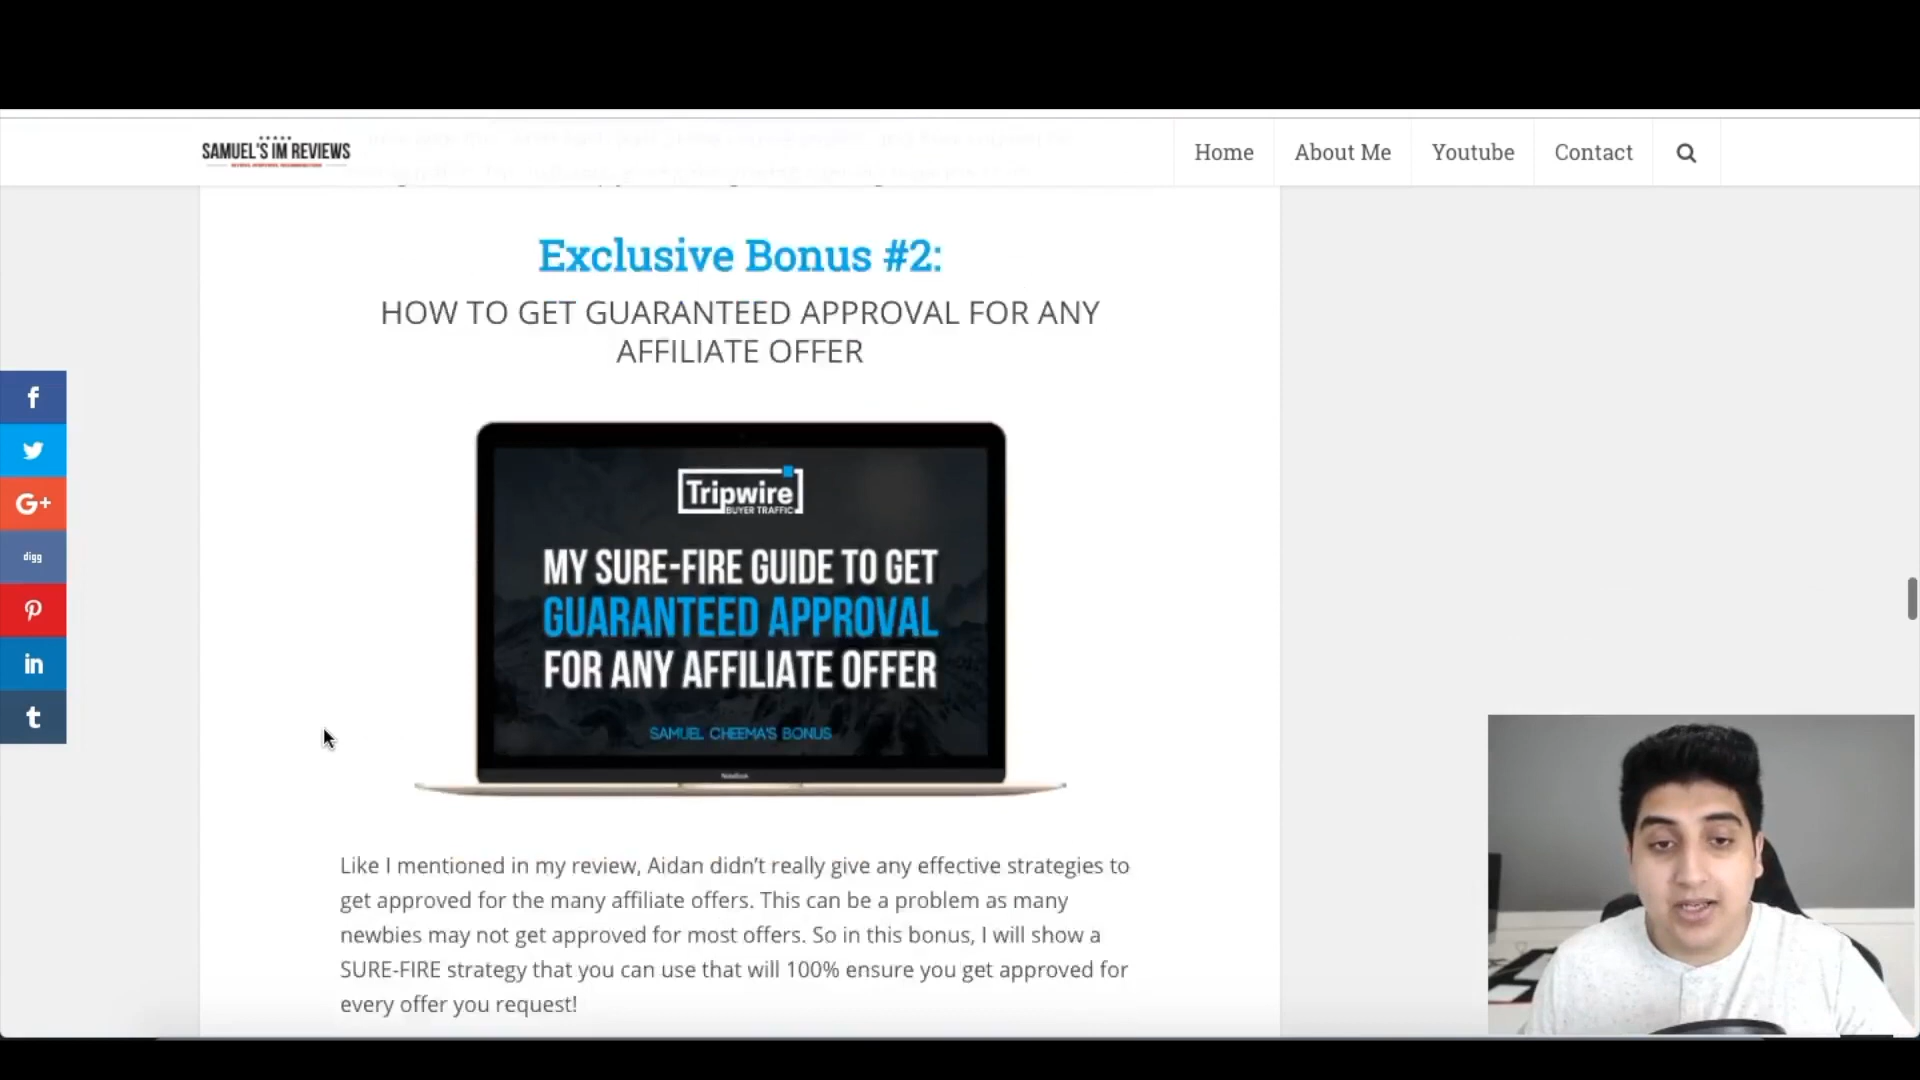 SAMUEL'S IM REVIEWS
Home
About Me
Youtube
Contact
Exclusive Bonus #2:
HOW TO GET GUARANTEED APPROVAL FOR ANY
AFFILIATE OFFER
f
G+
digg
in
t
Tripwire
BUYER TRAFFIC
MY SURE-FIRE GUIDE TO GET
GUARANTEED APPROVAL
FOR ANY AFFILIATE OFFER
SAMUEL CHEEMA'S BONUS
Like I mentioned in my review, Aidan didn't really give any effective strategies to
get approved for the many affiliate offers. This can be a problem as many
newbies may not get approved for most offers. So in this bonus, I will show a
SURE-FIRE strategy that you can use that will 100% ensure you get approved for
every offer you request!